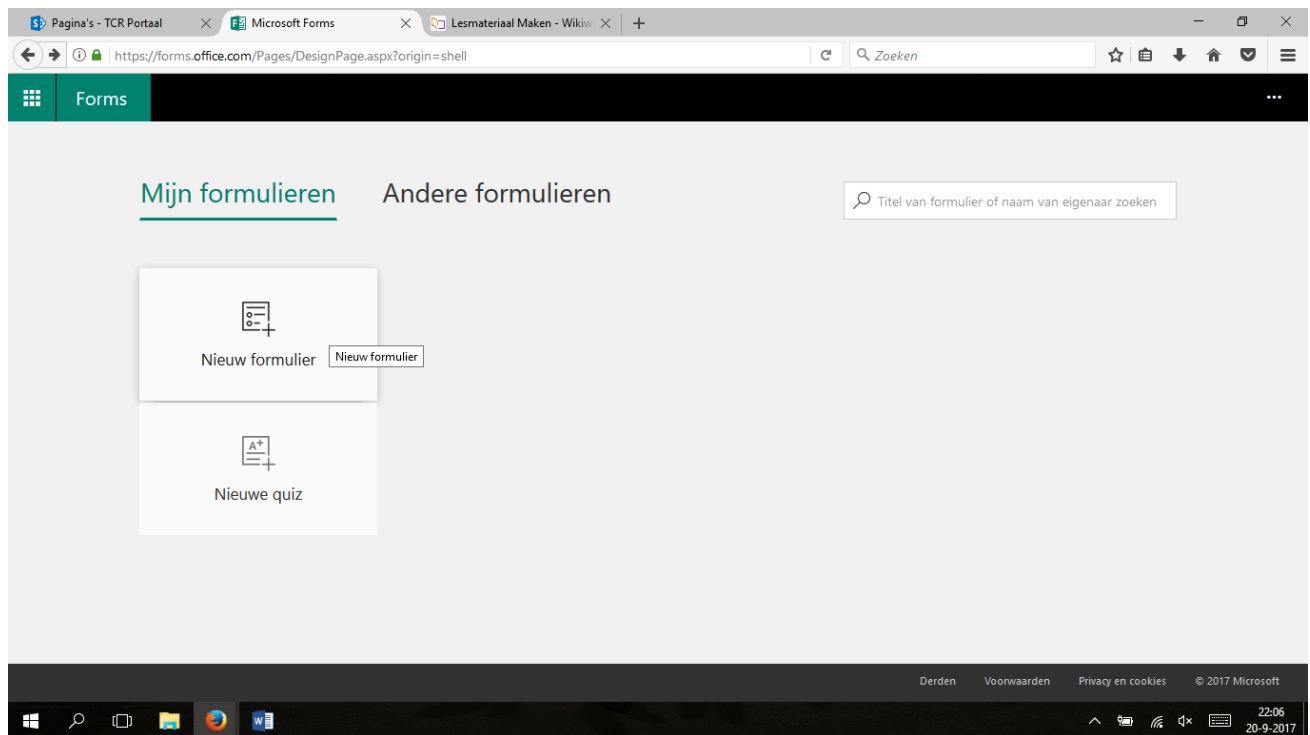 Pagina's - TCR Portaal Microsoft Forms Lesmateriaal Maken - Wikiw
https://forms.office.com/Pages/DesignPage.aspx?origin=shell Zoeken
Forms
Mijn formulieren Andere formulieren
Titel van formulier of naam van eigenaar zoeken
Nieuw formulier Nieuw formulier
Nieuwe quiz
Derden Voorwaarden Privacy en cookies © 2017 Microsoft
22:06
20-9-2017